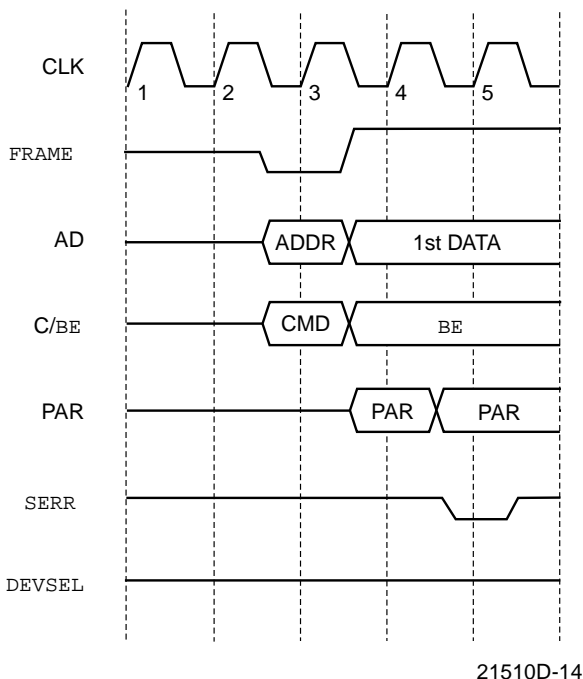 CLK
1 2 3 4 5
FRAME
AD ADDR 1st DATA
C/BE CMD BE
PAR PAR PAR
SERR
DEVSEL
21510D-14